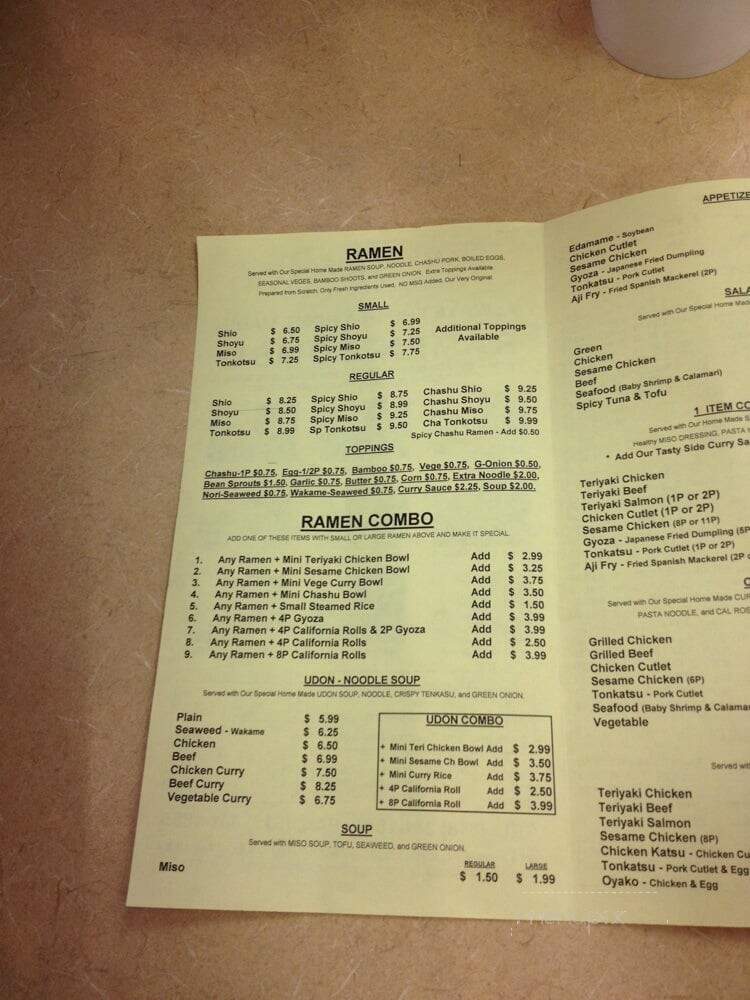 RAMEN
Served with Our Special Home Made RAMEN SOUP, NOODLE, CHASHU PORK, BOILED EGGS,
SEASONAL VEGES, BAMBOO SHOOTS, and GREEN ONION. Extra Toppings Available
Prepared from Scratch, Only Fresh Ingredients Used, NO MSG Added, Our Very Original
SMALL
Shio $ 6.50 Spicy Shio $ 6.99
Shoyu $ 6.75 Spicy Shoyu $ 7.25 Additional Toppings
Miso $ 6.99 Spicy Miso $ 7.50 Available
Tonkotsu $ 7.25 Spicy Tonkotsu $ 7.75
REGULAR
Shio $ 8.25 Spicy Shio $ 8.75 Chashu Shio $ 9.25
Shoyu $ 8.50 Spicy Shoyu $ 8.99 Chashu Shoyu $ 9.50
Miso $ 8.75 Spicy Miso $ 9.25 Chashu Miso $ 9.75
Tonkotsu $ 8.99 Sp Tonkotsu $ 9.50 Cha Tonkotsu $ 9.99
Spicy Chashu Ramen - Add $0.50
TOPPINGS
Chashu-1P $0.75, Egg-1/2P $0.75, Bamboo $0.75, Vege $0.75, G-Onion $0.50,
Bean Sprouts $1.50, Garlic $0.75, Butter $0.75, Corn $0.75, Extra Noodle $2.00,
Nori-Seaweed $0.75, Wakame-Seaweed $0.75, Curry Sauce $2.25, Soup $2.00.
RAMEN COMBO
ADD ONE OF THESE ITEMS WITH SMALL OR LARGE RAMEN ABOVE AND MAKE IT SPECIAL.
1. Any Ramen + Mini Teriyaki Chicken Bowl Add $ 2.99
2. Any Ramen + Mini Sesame Chicken Bowl Add $ 3.25
3. Any Ramen + Mini Vege Curry Bowl Add $ 3.75
4. Any Ramen + Mini Chashu Bowl Add $ 3.50
5. Any Ramen + Small Steamed Rice Add $ 1.50
6. Any Ramen + 4P Gyoza Add $ 3.99
7. Any Ramen + 4P California Rolls & 2P Gyoza Add $ 3.99
8. Any Ramen + 4P California Rolls Add $ 2.50
9. Any Ramen + 8P California Rolls Add $ 3.99
UDON - NOODLE SOUP
Served with Our Special Home Made UDON SOUP, NOODLE, CRISPY TENKASU, and GREEN ONION.
Plain $ 5.99
Seaweed - Wakame $ 6.25
Chicken $ 6.50
Beef $ 6.99
Chicken Curry $ 7.50
Beef Curry $ 8.25
Vegetable Curry $ 6.75
UDON COMBO
+ Mini Teri Chicken Bowl Add $ 2.99
+ Mini Sesame Ch Bowl Add $ 3.50
+ Mini Curry Rice Add $ 3.75
+ 4P California Roll Add $ 2.50
+ 8P California Roll Add $ 3.99
SOUP
Served with MISO SOUP, TOFU, SEAWEED, and GREEN ONION.
REGULAR LARGE
Miso $ 1.50 $ 1.99
APPETIZE
Edamame - Soybean
Chicken Cutlet
Sesame Chicken
Gyoza - Japanese Fried Dumpling
Tonkatsu - Pork Cutlet
Aji Fry - Fried Spanish Mackerel (2P)
SALA
Served with Our Special Home Mad
Green
Chicken
Sesame Chicken
Beef
Seafood (Baby Shrimp & Calamari)
Spicy Tuna & Tofu
1 ITEM CO
Served with Our Home Made S
Healthy MISO DRESSING, PASTA
* Add Our Tasty Side Curry Sa
Teriyaki Chicken
Teriyaki Beef
Teriyaki Salmon (1P or 2P)
Chicken Cutlet (1P or 2P)
Sesame Chicken (8P or 11P)
Gyoza - Japanese Fried Dumpling (5P
Tonkatsu - Pork Cutlet (1P or 2P)
Aji Fry - Fried Spanish Mackerel (2P
Served with Our Special Home Made CUR
PASTA NOODLE, and CAL ROS
Grilled Chicken
Grilled Beef
Chicken Cutlet
Sesame Chicken (6P)
Tonkatsu - Pork Cutlet
Seafood (Baby Shrimp & Calamar
Vegetable
Served wit
Teriyaki Chicken
Teriyaki Beef
Teriyaki Salmon
Sesame Chicken (8P)
Chicken Katsu - Chicken Cu
Tonkatsu - Pork Cutlet & Egg
Oyako - Chicken & Egg